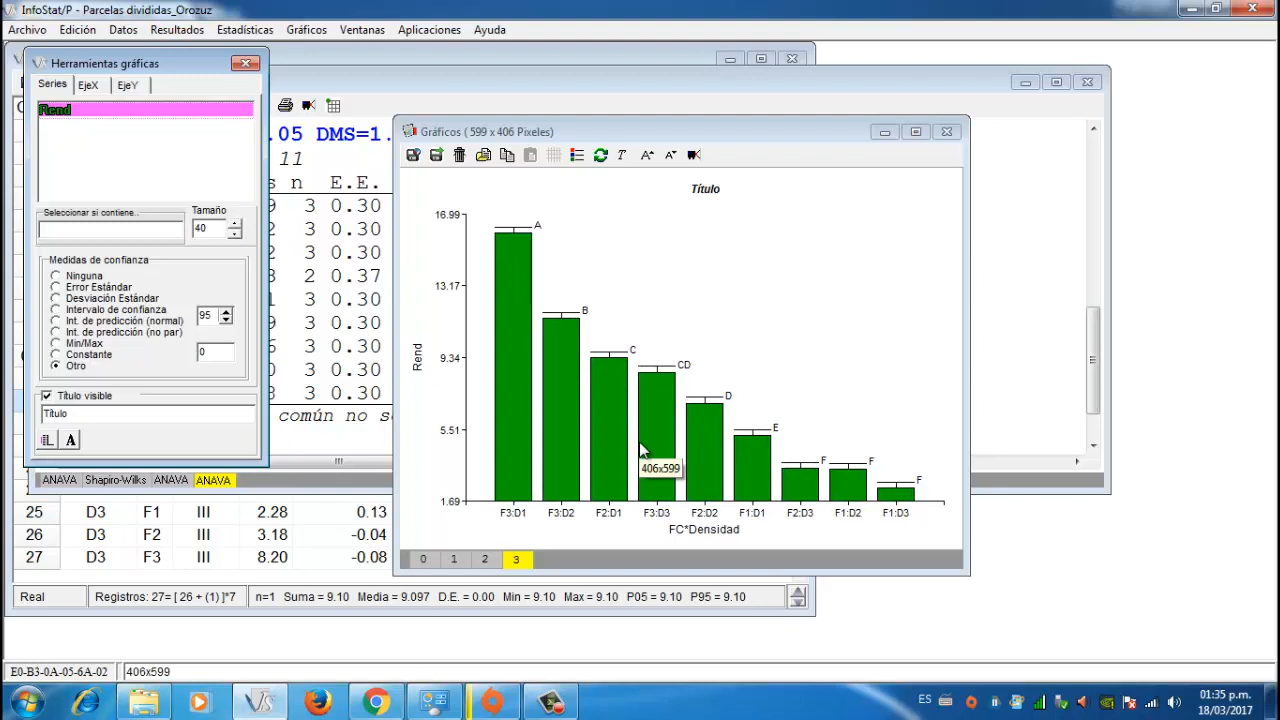 InfoStat/P - Parcelas divididas_Orozuz
Archivo Edición Datos Resultados Estadísticas Gráficos Ventanas Aplicaciones Ayuda
Herramientas gráficas
Series EjeX EjeY
Rend
Seleccionar si contiene..
Tamaño
40
Medidas de confianza
Ninguna
Error Estándar
Desviación Estándar
Intervalo de confianza
95
Int. de predicción (normal)
Int. de predicción (no par)
Min/Max
Constante
0
Otro
Título visible
Título
.05 DMS=1.
11
s n E.E.
9 3 0.30
2 3 0.30
2 3 0.30
3 2 0.37
1 3 0.30
9 3 0.30
6 3 0.30
0 3 0.30
3 3 0.30
común no s
ANAVA Shapiro-Wilks ANAVA ANAVA
Gráficos ( 599 x 406 Pixeles)
Título
16.99
13.17
9.34
5.51
1.69
Rend
A
B
C
CD
D
E
F
F
F
406x599
F3:D1 F3:D2 F2:D1 F3:D3 F2:D2 F1:D1 F2:D3 F1:D2 F1:D3
FC*Densidad
0 1 2 3
25 D3 F1 III 2.28 0.13
26 D3 F2 III 3.18 -0.04
27 D3 F3 III 8.20 -0.08
Real
Registros: 27= [ 26 + (1) ]*7
n=1 Suma = 9.10 Media = 9.097 D.E. = 0.00 Min = 9.10 Max = 9.10 P05 = 9.10 P95 = 9.10
E0-B3-0A-05-6A-02
406x599
ES
01:35 p.m.
18/03/2017